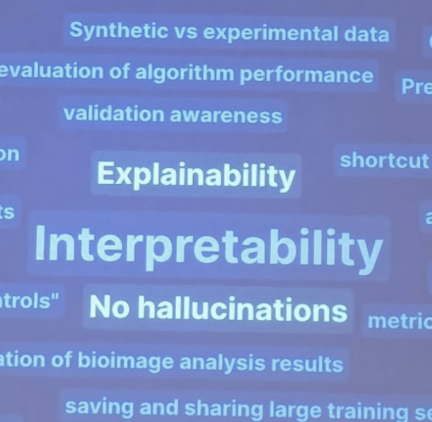 Synthetic vs experimental data
evaluation of algorithm performance
Pre
validation awareness
on
Explainability
shortcut
ts
Interpretability
a
ntrols"
No hallucinations
metric
ation of bioimage analysis results
saving and sharing large training se